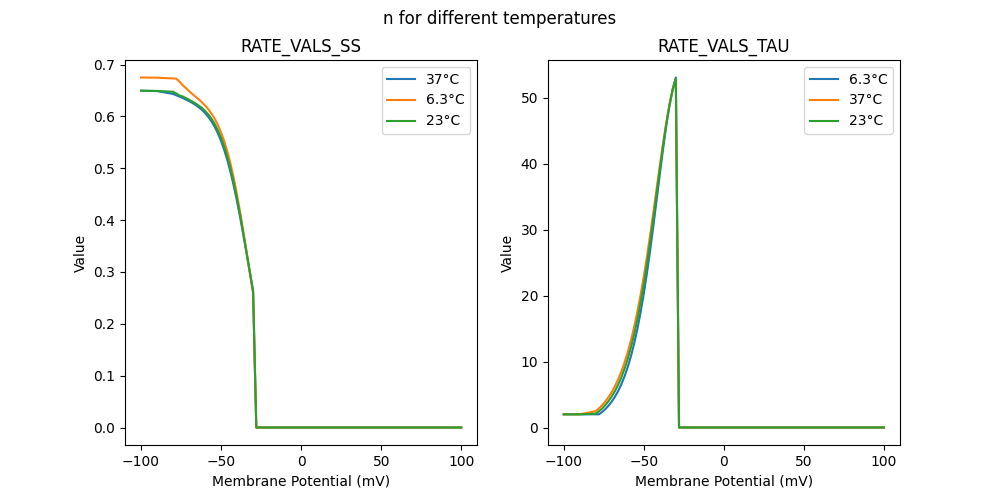 n for different temperatures
RATE_VALS_SS
0.7
0.6
0.5
0.4
0.3
0.2
0.1
0.0
Value
−100
−50
0
50
100
Membrane Potential (mV)
37°C
6.3°C
23°C
RATE_VALS_TAU
50
40
30
20
10
0
Value
−100
−50
0
50
100
Membrane Potential (mV)
6.3°C
37°C
23°C